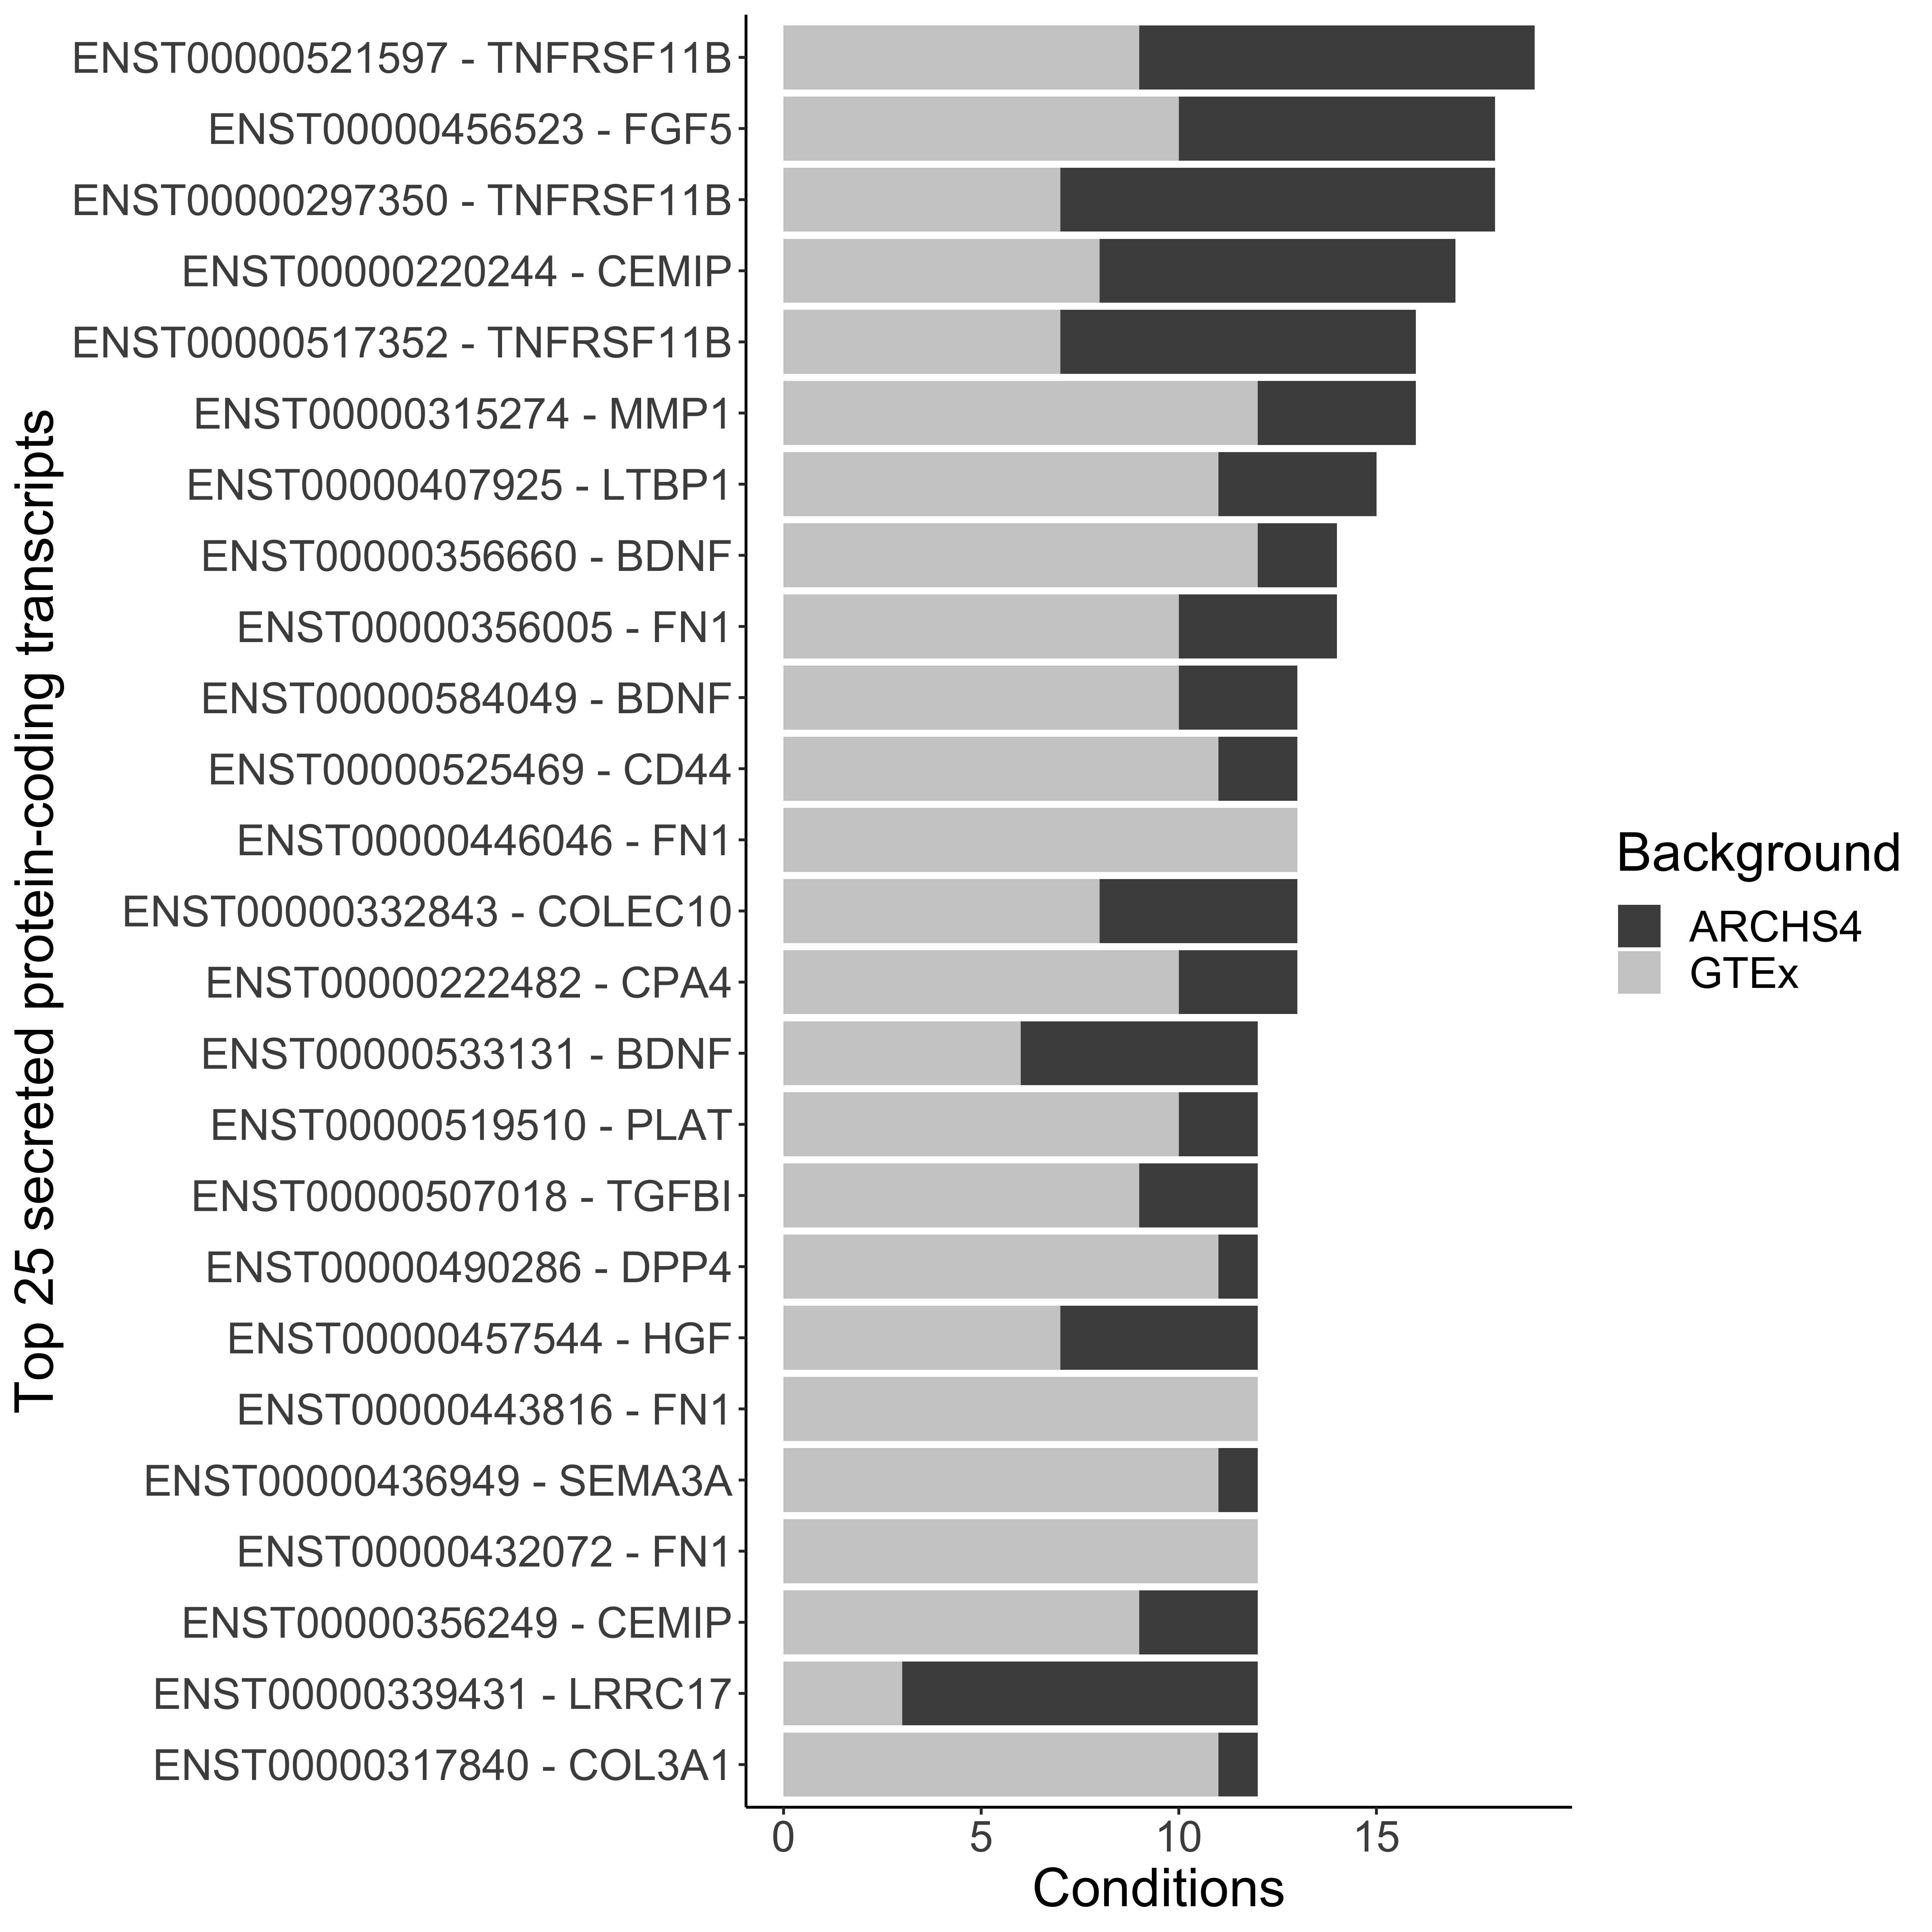 Top 25 secreted protein-coding transcripts
ENST00000521597 - TNFRSF11B
ENST00000456523 - FGF5
ENST00000297350 - TNFRSF11B
ENST00000220244 - CEMIP
ENST00000517352 - TNFRSF11B
ENST00000315274 - MMP1
ENST00000407925 - LTBP1
ENST00000356660 - BDNF
ENST00000356005 - FN1
ENST00000584049 - BDNF
ENST00000525469 - CD44
ENST00000446046 - FN1
ENST00000332843 - COLEC10
ENST00000222482 - CPA4
ENST00000533131 - BDNF
ENST00000519510 - PLAT
ENST00000507018 - TGFBI
ENST00000490286 - DPP4
ENST00000457544 - HGF
ENST00000443816 - FN1
ENST00000436949 - SEMA3A
ENST00000432072 - FN1
ENST00000356249 - CEMIP
ENST00000339431 - LRRC17
ENST00000317840 - COL3A1
0 5 10 15
Conditions
Background
ARCHS4
GTEx